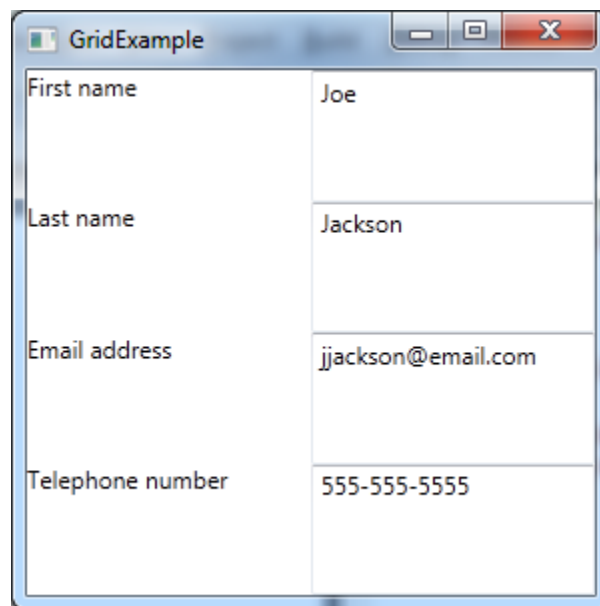 GridExample
First name
Joe
Last name
Jackson
Email address
jjackson@email.com
Telephone number
555-555-5555